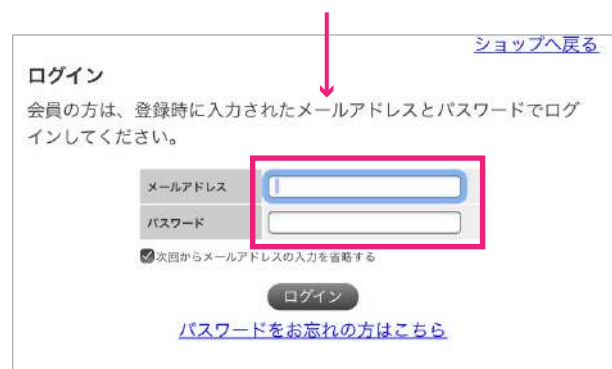 ショップへ戻る
ログイン
会員の方は、登録時に入力されたメールアドレスとパスワードでログ
インしてください。
メールアドレス
パスワード
次回からメールアドレスの入力を省略する
ログイン
パスワードをお忘れの方はこちら